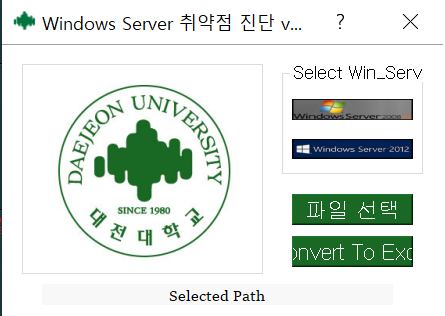 Windows Server 취약점 진단 v...
?
Select Win_Serv
DAEJEON UNIVERSITY
SINCE 1980
대전대학교
Windows Server 2008
Windows Server 2012
파일 선택
onvert To Exc
Selected Path